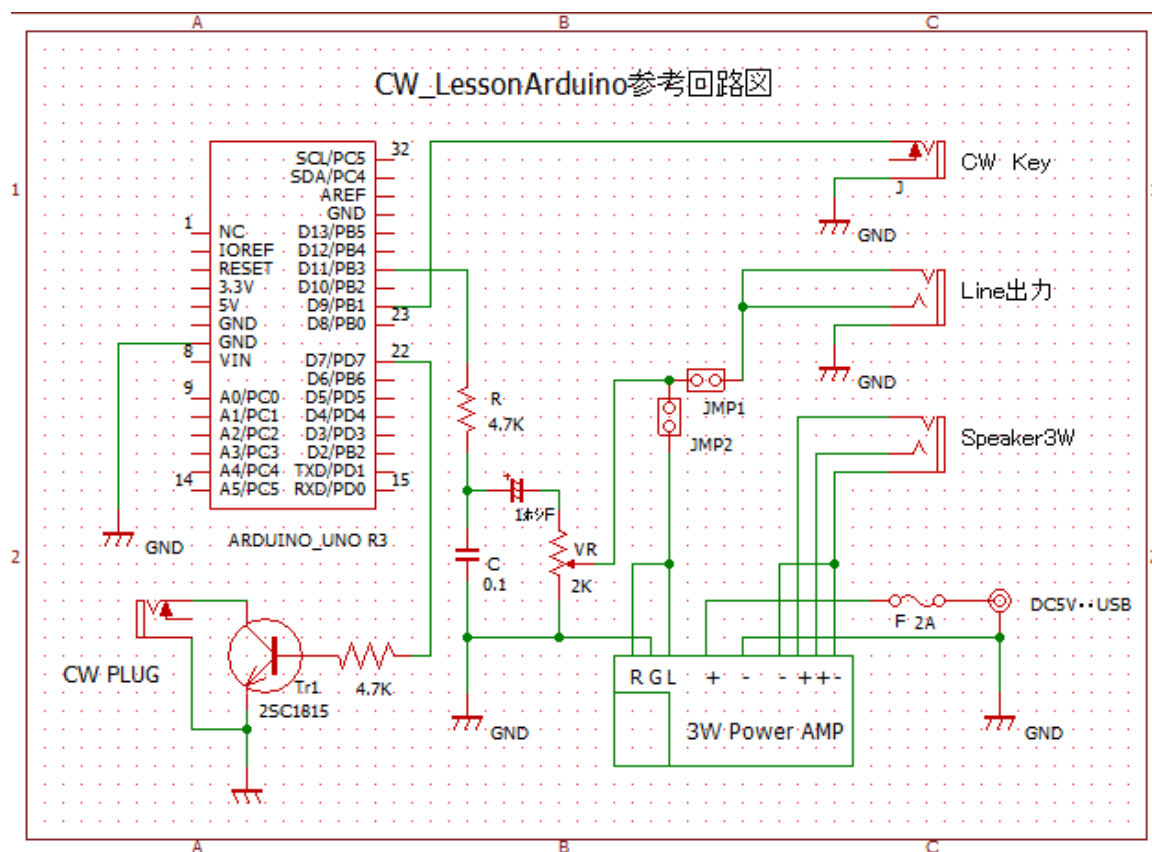 A B C
CW_LessonArduino参考回路図
1
SCL/PC5 32
SDA/PC4
AREF
GND
1 NC D13/PB5
IOREF D12/PB4
RESET D11/PB3
3.3V D10/PB2
5V D9/PB1
GND D8/PB0 23
GND
8 VIN D7/PD7 22
D6/PB6
9 A0/PC0 D5/PD5
A1/PC1 D4/PD4
A2/PC2 D3/PD3
A3/PC3 D2/PB2
A4/PC4 TXD/PD1
14 A5/PC5 RXD/PD0 15
ARDUINO_UNO R3
GND
CW Key
J
GND
Line出力
GND
JMP1
JMP2
Speaker3W
R
4.7K
+
VR
2K
C
0.1
2
2
F 2A
DC5V･･USB
CW PLUG
Tr1
2SC1815
4.7K
R G L + - - + + -
3W Power AMP
GND
GND
A B C